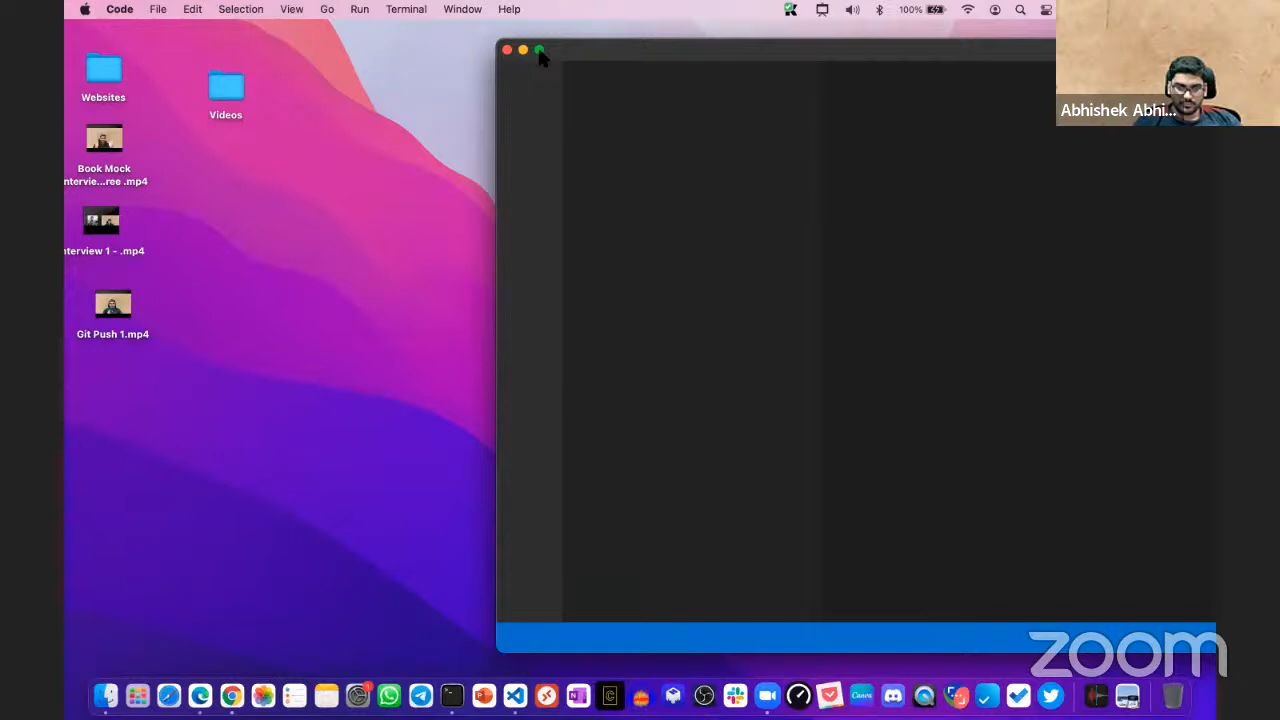 Code File Edit Selection View Go Run Terminal Window Help
100%
Websites
Videos
Book Mock
ntervie...ree .mp4
nterview 1 - .mp4
Git Push 1.mp4
Abhishek Abhi...
zoom
Canva